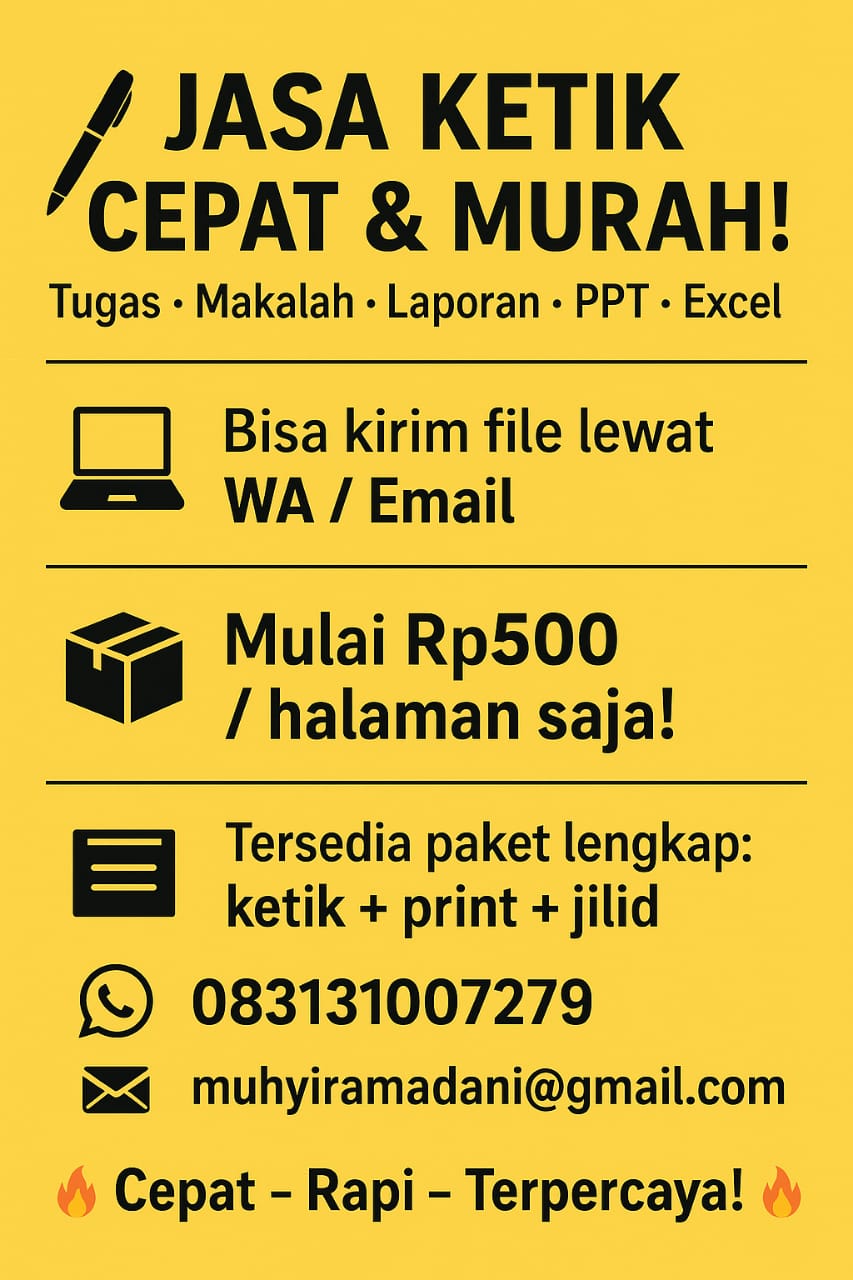 JASA KETIK
CEPAT & MURAH!
Tugas • Makalah • Laporan • PPT • Excel
Bisa kirim file lewat
WA / Email
Mulai Rp500
/ halaman saja!
Tersedia paket lengkap:
ketik + print + jilid
083131007279
muhyiramadani@gmail.com
🔥 Cepat – Rapi – Terpercaya! 🔥